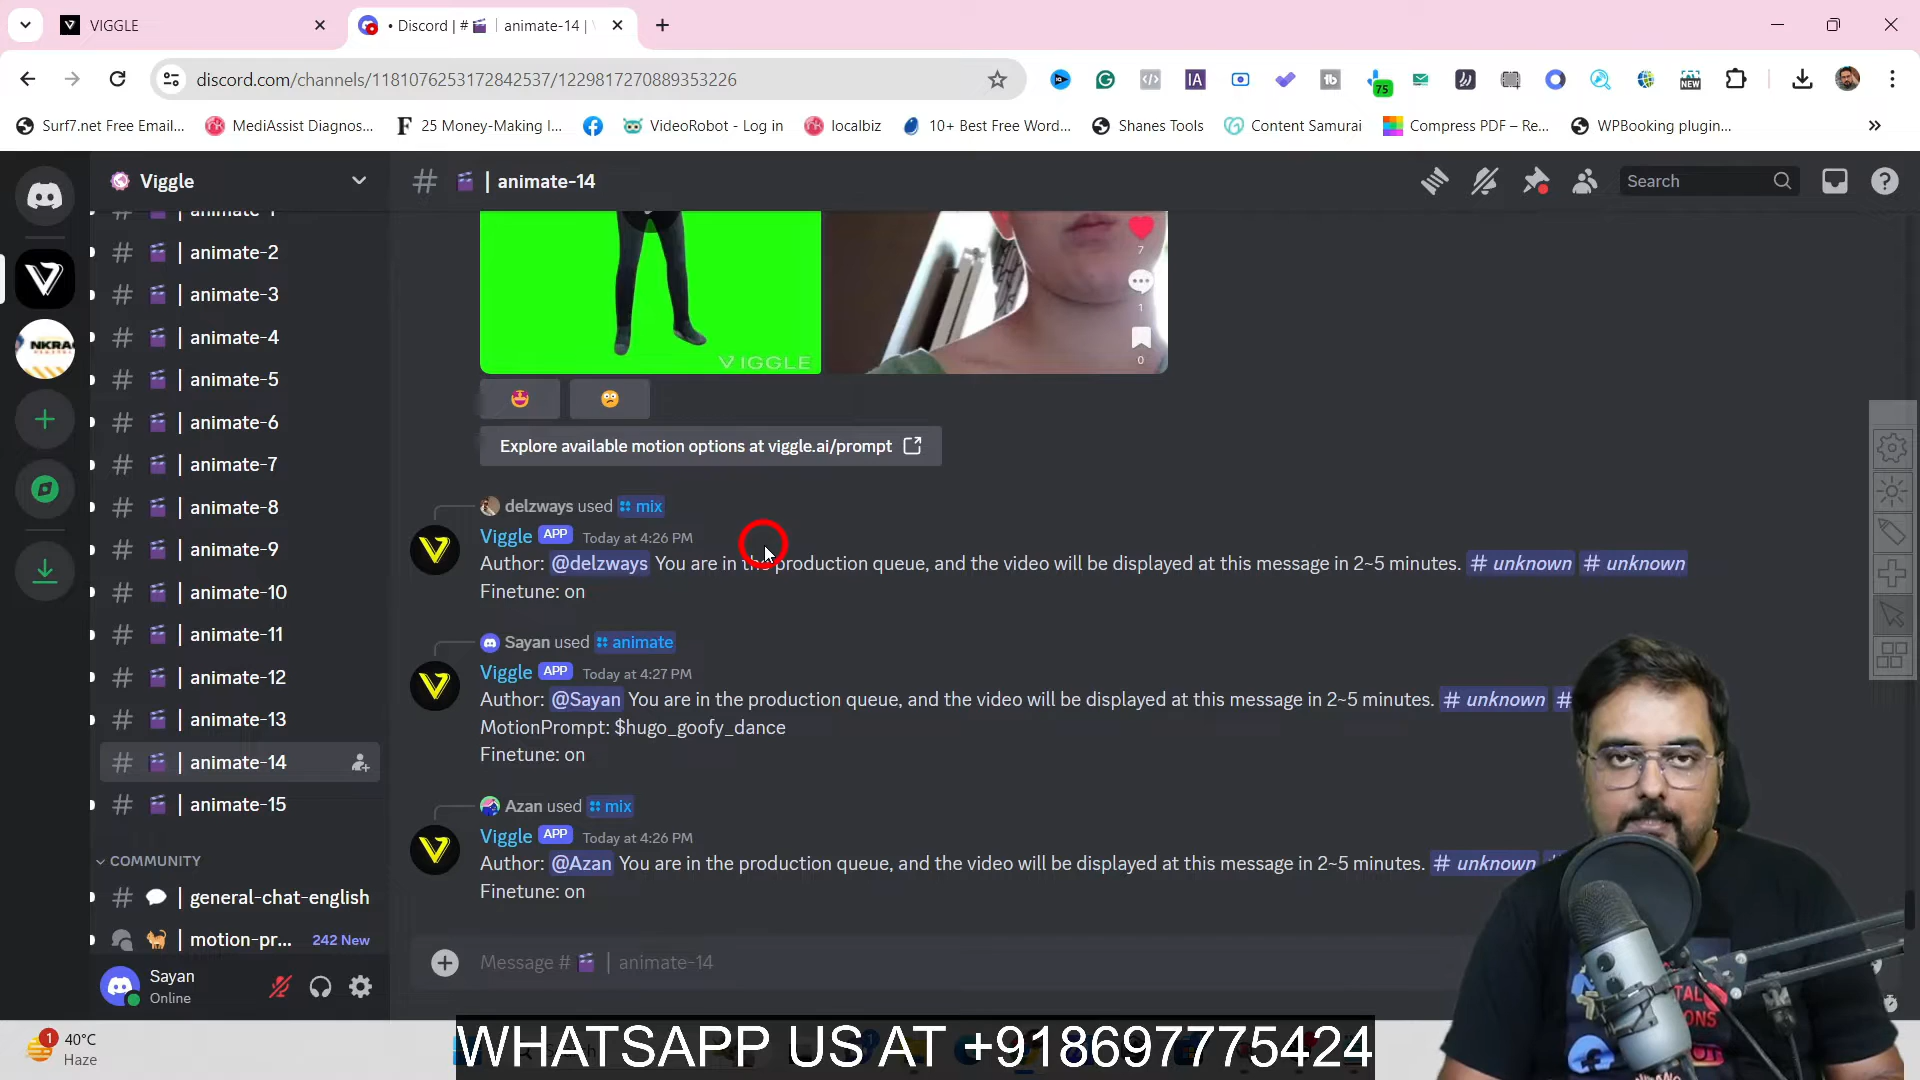 VIGGLE
• Discord | # | animate-14 |
discord.com/channels/1181076253172842537/1229817270889353226
IA
75
NEW
Surf7.net Free Email...
MediAssist Diagnos...
25 Money-Making I...
VideoRobot - Log in
localbiz
10+ Best Free Word...
Shanes Tools
Content Samurai
Compress PDF – Re...
WPBooking plugin...
Viggle
# | animate-14
Search
# | animate-1
# | animate-2
# | animate-3
# | animate-4
# | animate-5
# | animate-6
# | animate-7
# | animate-8
# | animate-9
# | animate-10
# | animate-11
# | animate-12
# | animate-13
# | animate-14
# | animate-15
COMMUNITY
# | general-chat-english
| motion-pr... 242 New
Sayan
Online
NKRA
VIGGLE
7
1
0
Explore available motion options at viggle.ai/prompt
delzways used mix
Viggle APP Today at 4:26 PM
Author: @delzways You are in the production queue, and the video will be displayed at this message in 2~5 minutes. # unknown # unknown
Finetune: on
Sayan used animate
Viggle APP Today at 4:27 PM
Author: @Sayan You are in the production queue, and the video will be displayed at this message in 2~5 minutes. # unknown #
MotionPrompt: $hugo_goofy_dance
Finetune: on
Azan used mix
Viggle APP Today at 4:26 PM
Author: @Azan You are in the production queue, and the video will be displayed at this message in 2~5 minutes. # unknown
Finetune: on
Message # | animate-14
1
40°C
Haze
WHATSAPP US AT +918697775424